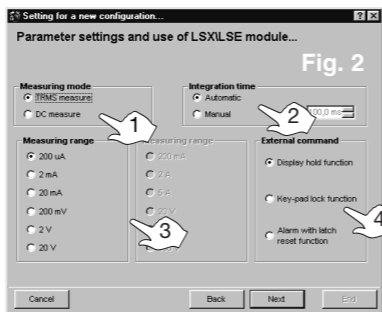 Setting for a new configuration...
Parameter settings and use of LSX\LSE module...
Fig. 2
Measuring mode
TRMS measure
DC measure
1
Integration time
Automatic
Manual
2
100,0 ms
Measuring range
200 uA
2 mA
20 mA
200 mV
2 V
20 V
3
Measuring range
200 mA
2 A
5 A
20 V
External command
Display hold function
Key-pad lock function
Alarm with latch
reset function
4
Cancel
Back
Next
End